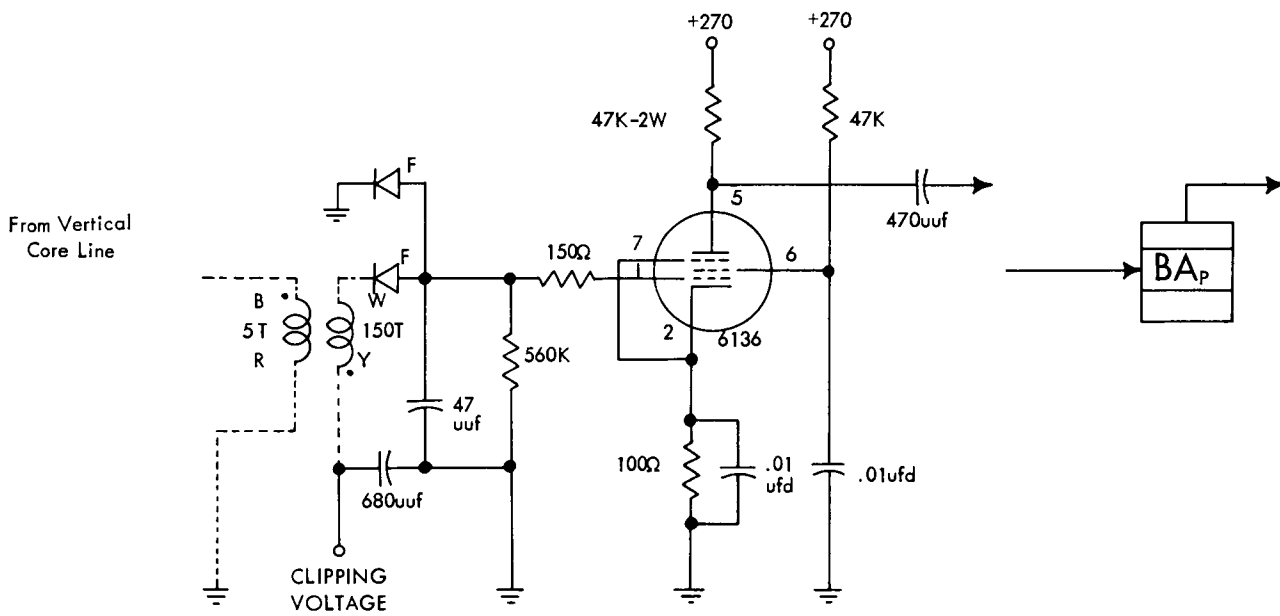 +270
+270
47K-2W
47K
F
5
470uuf
From Vertical
Core Line
F
150Ω
7
1
6
BAP
B
5T
R
W
150T
Y
2
6136
560K
47
uuf
100Ω
.01
ufd
.01ufd
680uuf
CLIPPING
VOLTAGE